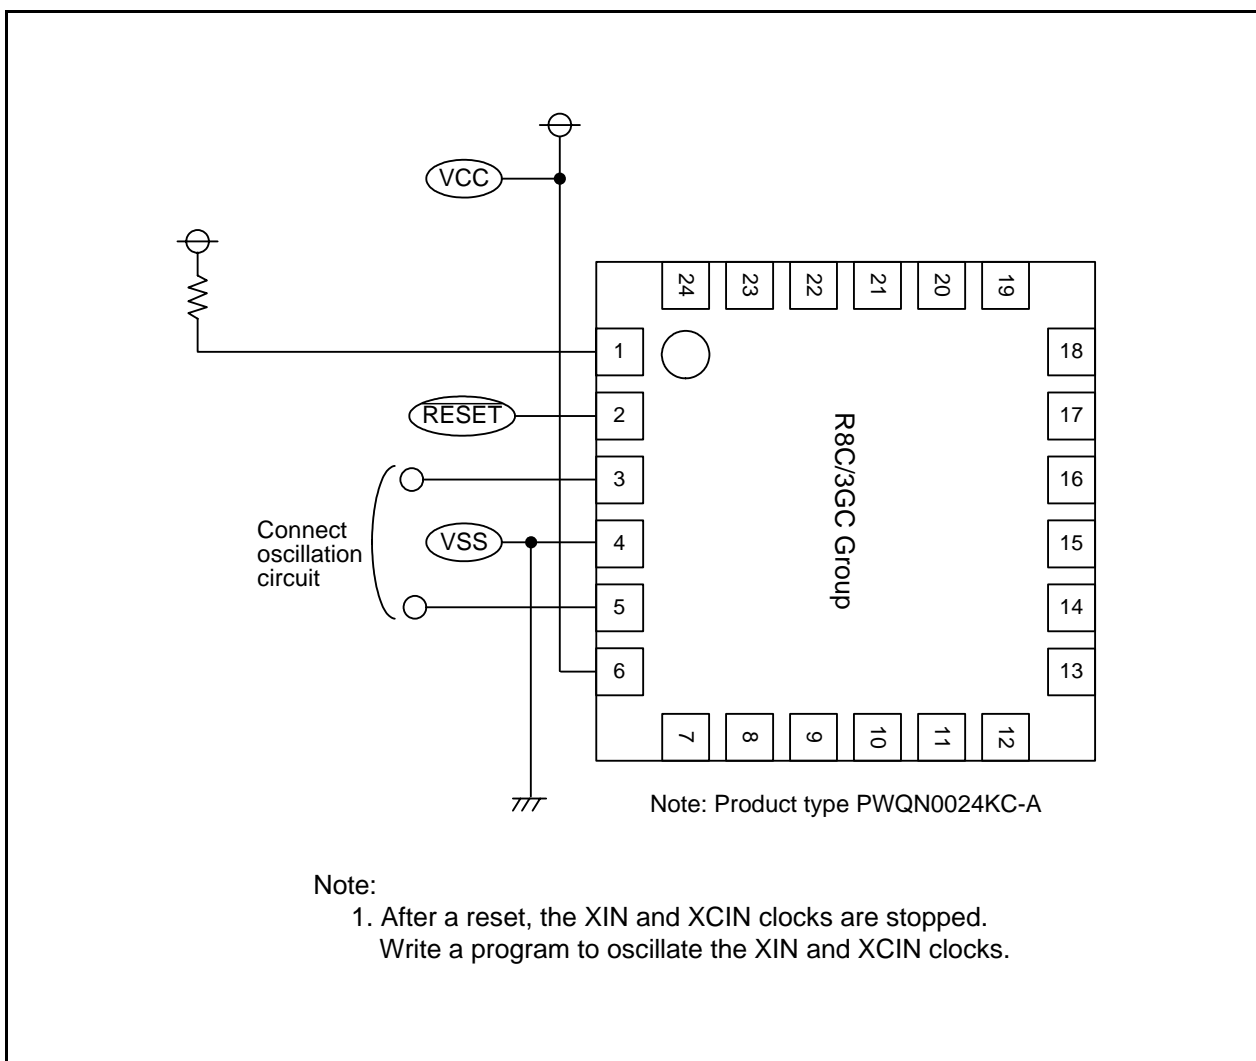 VCC
24
23
22
21
20
19
1
18
RESET
2
17
3
16
Connect
oscillation
circuit
VSS
4
15
5
14
6
13
R8C/3GC Group
7
8
9
10
11
12
Note: Product type PWQN0024KC-A
Note:
1. After a reset, the XIN and XCIN clocks are stopped.
Write a program to oscillate the XIN and XCIN clocks.